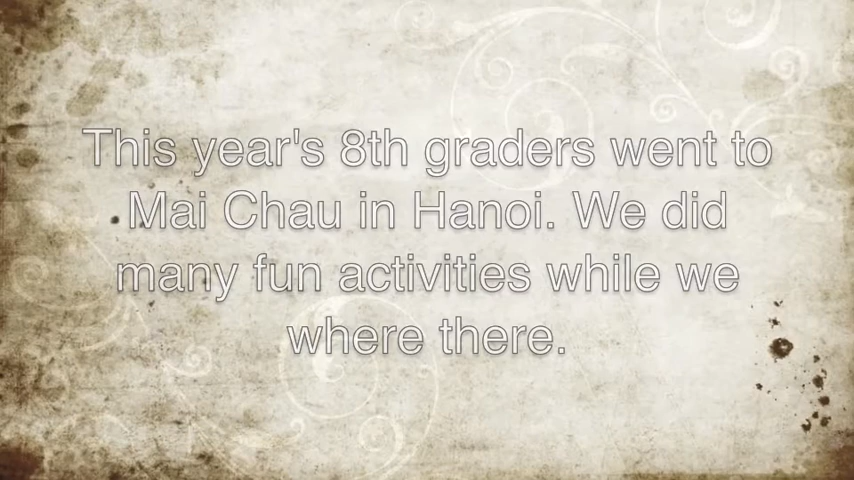 This year's 8th graders went to
Mai Chau in Hanoi. We did
many fun activities while we
where there.